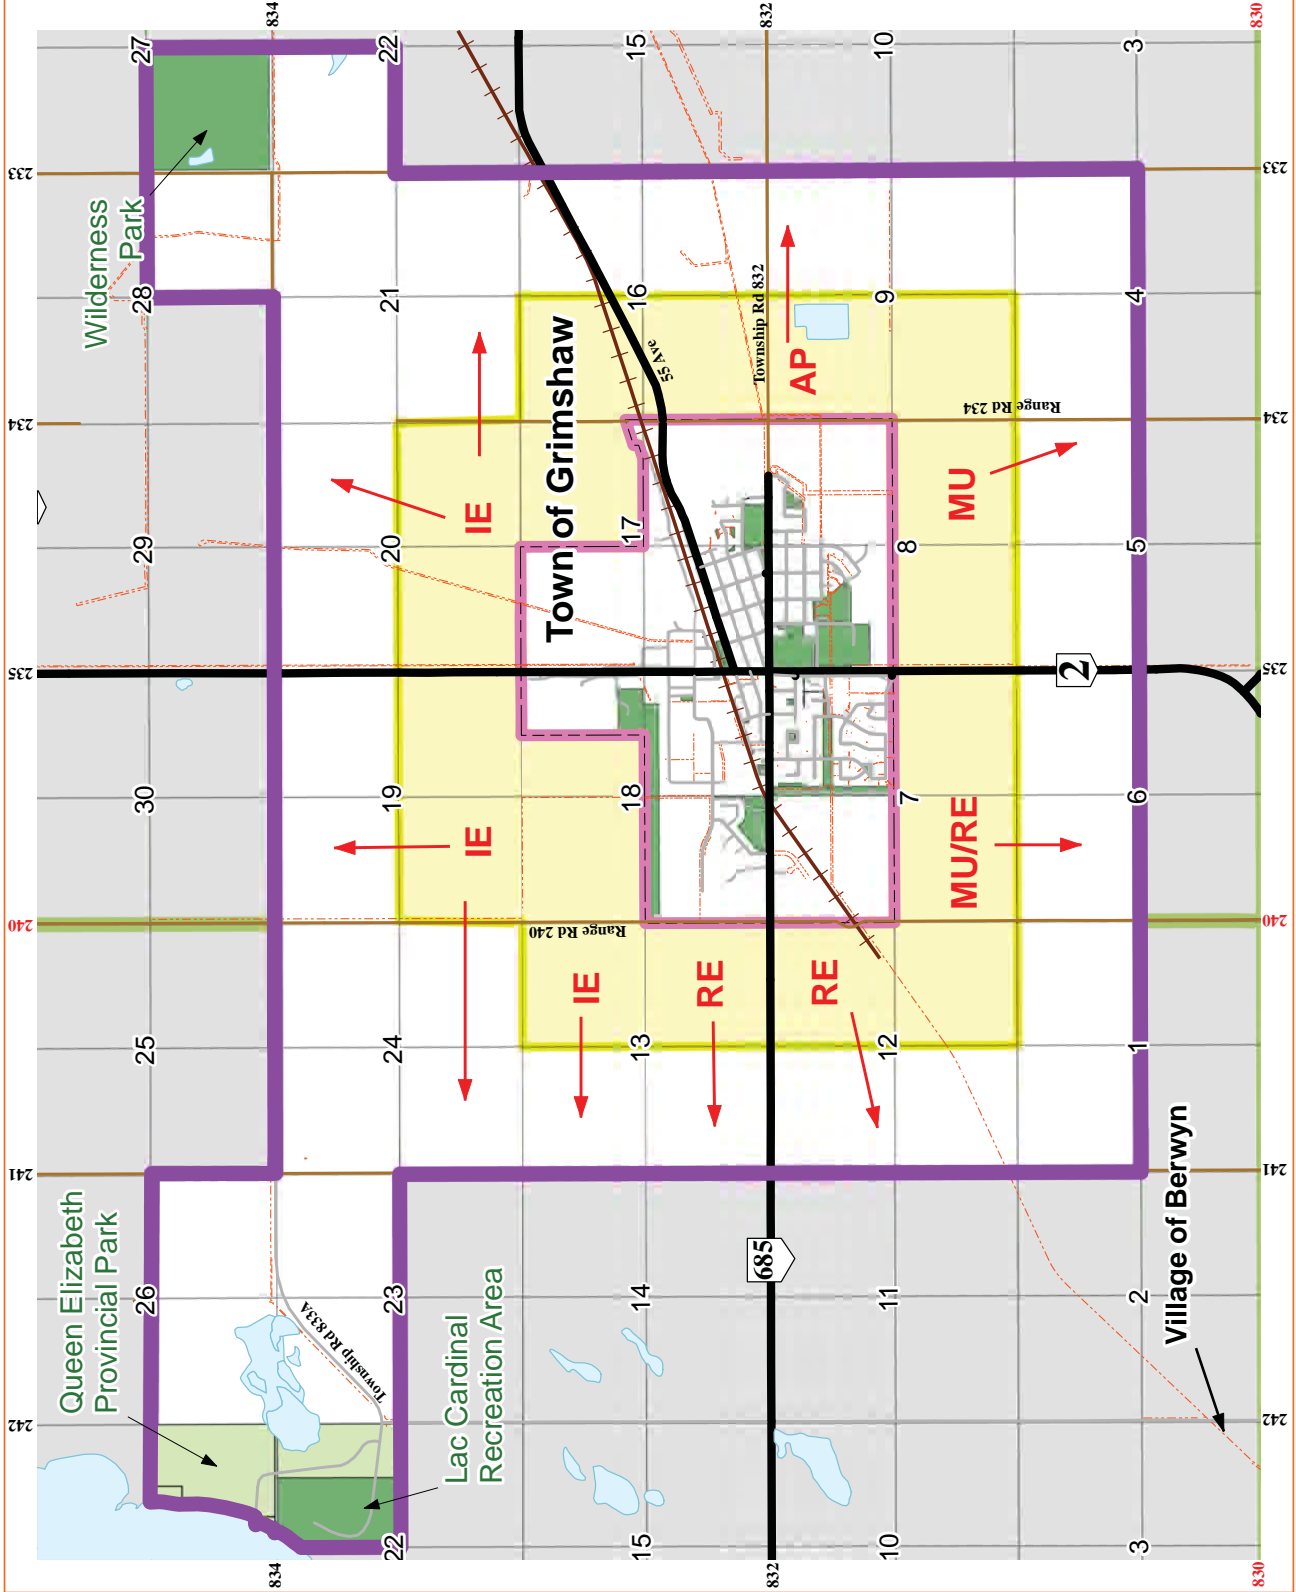 834
832
830
27
22
15
10
3
233
233
Wilderness
Park
28
21
16
9
4
55 Ave
Township Rd 832
AP
Town of Grimshaw
234
234
Range Rd 234
IE
MU
29
20
17
8
5
235
235
2
30
19
18
7
6
IE
MU/RE
240
240
Range Rd 240
IE
RE
RE
25
24
13
12
1
241
241
Queen Elizabeth
Provincial Park
26
23
14
11
2
685
Village of Berwyn
Township Rd 833A
Lac Cardinal
Recreation Area
242
242
22
15
10
3
834
832
830